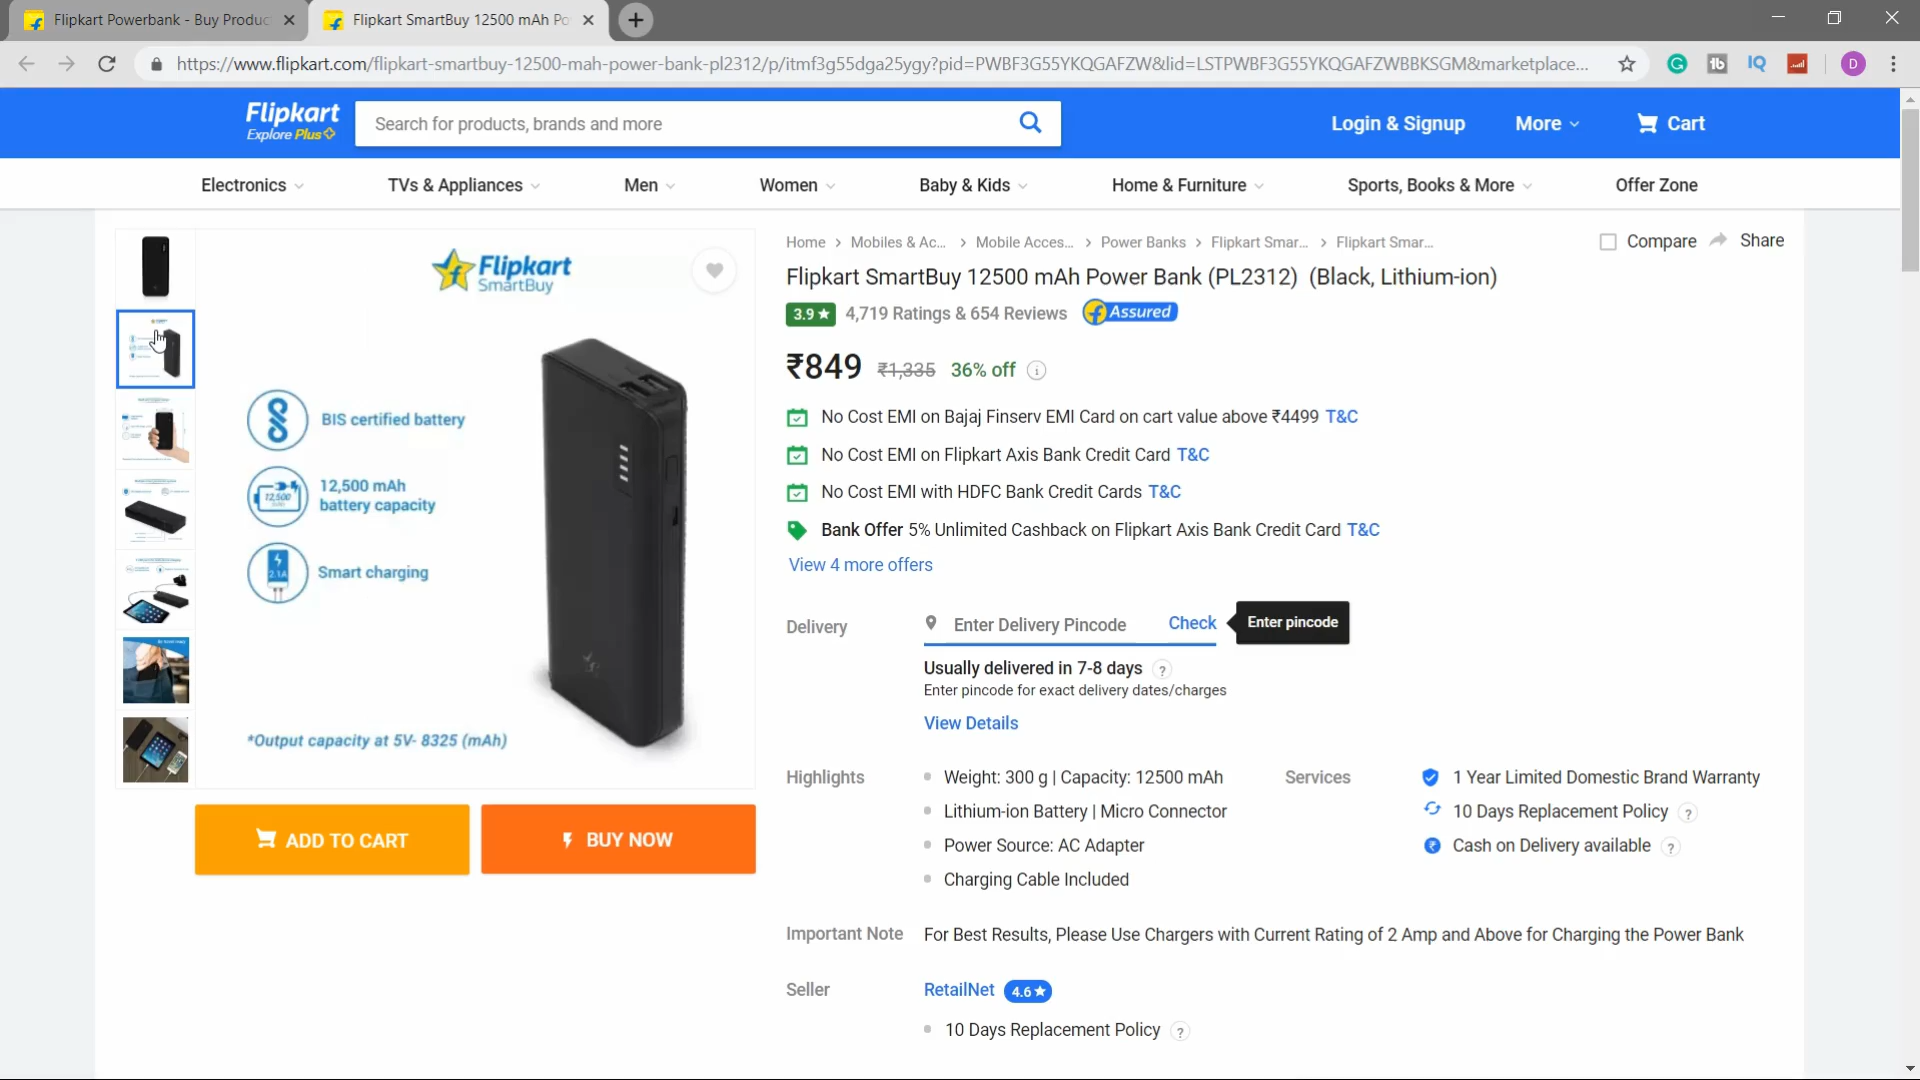 Flipkart Powerbank - Buy Produc
Flipkart SmartBuy 12500 mAh Po
https://www.flipkart.com/flipkart-smartbuy-12500-mah-power-bank-pl2312/p/itmf3g55dga25ygy?pid=PWBF3G55YKQGAFZW&lid=LSTPWBF3G55YKQGAFZWBBKSGM&marketplace...
Flipkart
Explore Plus
Search for products, brands and more
Login & Signup
More
Cart
Electronics
TVs & Appliances
Men
Women
Baby & Kids
Home & Furniture
Sports, Books & More
Offer Zone
Flipkart
SmartBuy
BIS certified battery
12,500
12,500 mAh
battery capacity
2.1A
Smart charging
*Output capacity at 5V- 8325 (mAh)
ADD TO CART
BUY NOW
Home > Mobiles & Ac... > Mobile Acces... > Power Banks > Flipkart Smar... > Flipkart Smar...
Compare
Share
Flipkart SmartBuy 12500 mAh Power Bank (PL2312) (Black, Lithium-ion)
3.9★ 4,719 Ratings & 654 Reviews Assured
₹849 ₹1,335 36% off
No Cost EMI on Bajaj Finserv EMI Card on cart value above ₹4499 T&C
No Cost EMI on Flipkart Axis Bank Credit Card T&C
No Cost EMI with HDFC Bank Credit Cards T&C
Bank Offer 5% Unlimited Cashback on Flipkart Axis Bank Credit Card T&C
View 4 more offers
Delivery
Enter Delivery Pincode
Check
Enter pincode
Usually delivered in 7-8 days ?
Enter pincode for exact delivery dates/charges
View Details
Highlights
Weight: 300 g | Capacity: 12500 mAh
Lithium-ion Battery | Micro Connector
Power Source: AC Adapter
Charging Cable Included
Services
1 Year Limited Domestic Brand Warranty
10 Days Replacement Policy ?
Cash on Delivery available ?
Important Note
For Best Results, Please Use Chargers with Current Rating of 2 Amp and Above for Charging the Power Bank
Seller
RetailNet 4.6★
10 Days Replacement Policy ?